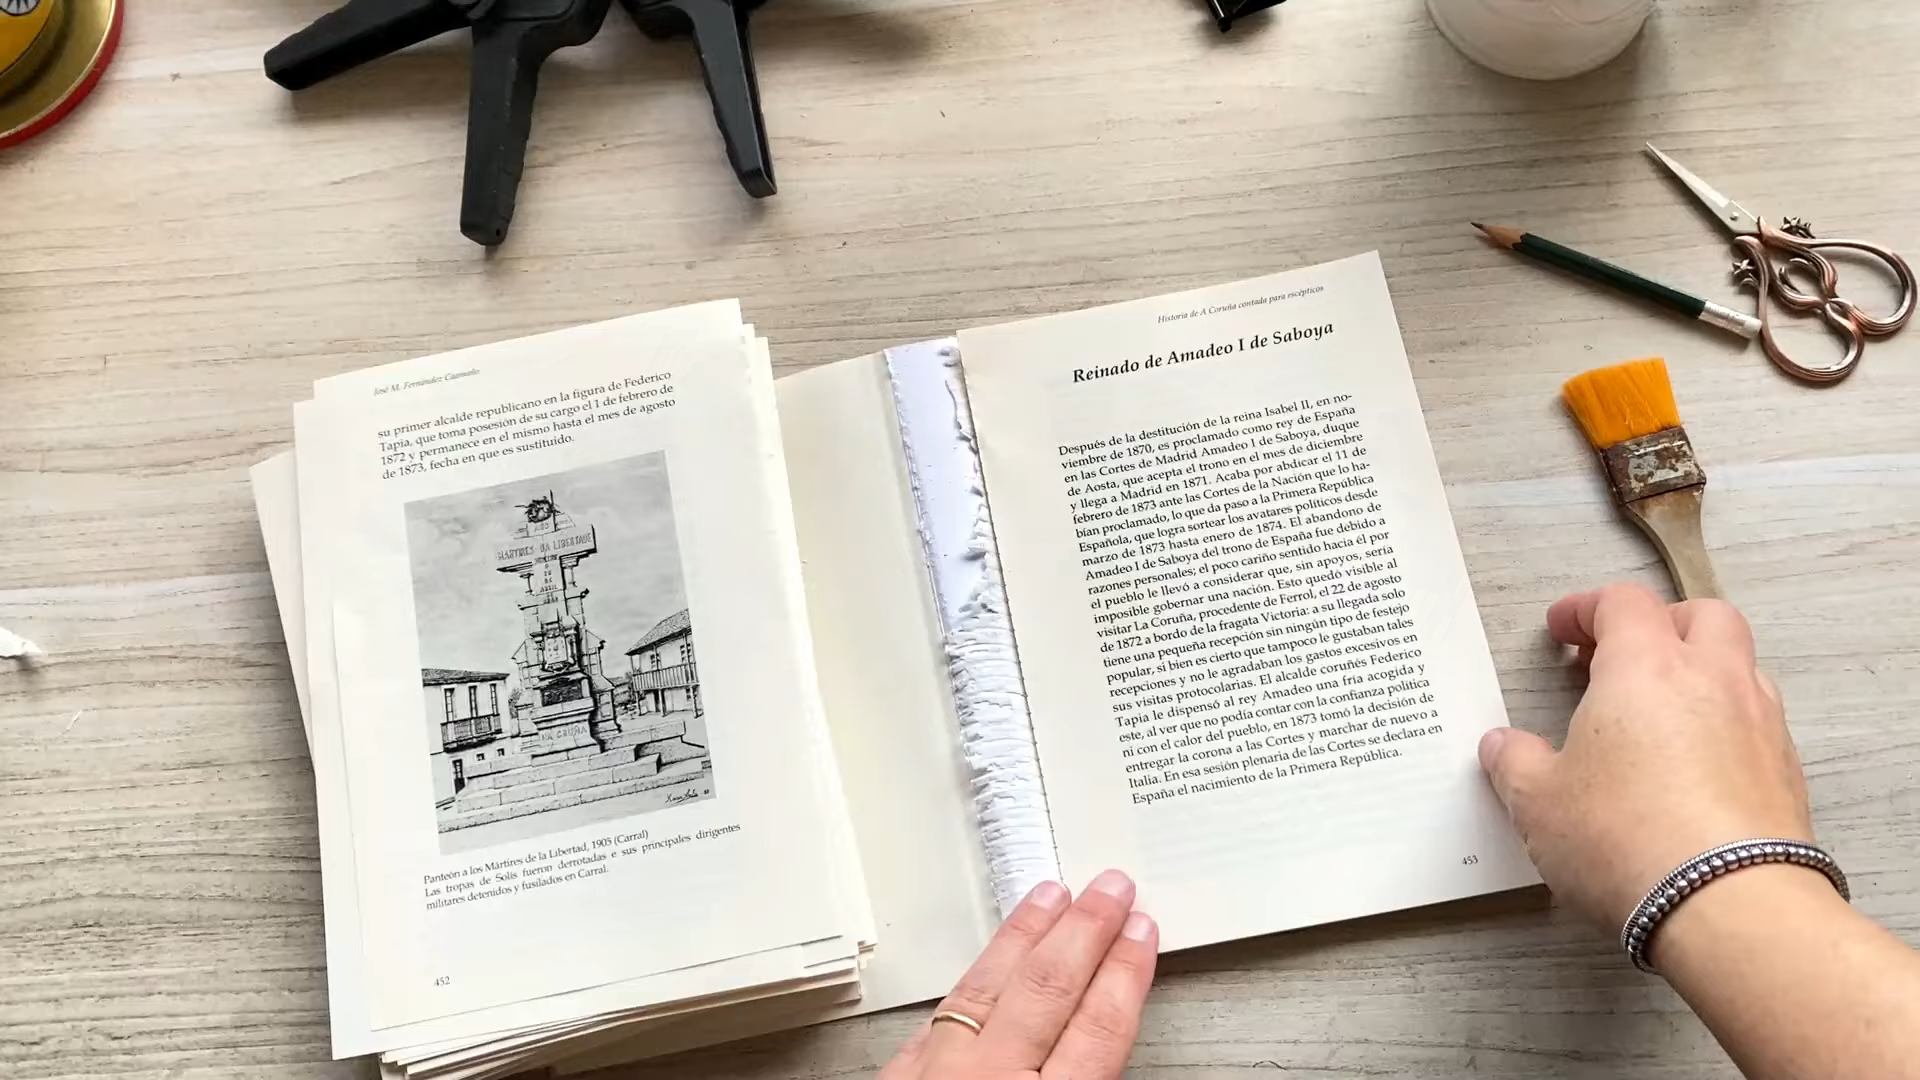 José M. Fernández Caamaño
su primer alcalde republicano en la figura de Federico
Tapia, que toma posesión de su cargo el 1 de febrero de
1872 y permanece en el mismo hasta el mes de agosto
de 1873, fecha en que es sustituido.
MARTIRES DA LIBERTADE
26
DE
ABRIL
DE
Panteón a los Mártires de la Libertad, 1905 (Carral)
Las tropas de Solís fueron derrotadas e sus principales dirigentes
militares detenidos y fusilados en Carral.
452
Historia de A Coruña contada para escépticos
Reinado de Amadeo I de Saboya
Después de la destitución de la reina Isabel II, en no-
viembre de 1870, es proclamado como rey de España
en las Cortes de Madrid Amadeo I de Saboya, duque
de Aosta, que acepta el trono en el mes de diciembre
y llega a Madrid en 1871. Acaba por abdicar el 11 de
febrero de 1873 ante las Cortes de la Nación que lo ha-
bían proclamado, lo que da paso a la Primera República
Española, que logra sortear los avatares políticos desde
marzo de 1873 hasta enero de 1874. El abandono de
Amadeo I de Saboya del trono de España fue debido a
razones personales; el poco cariño sentido hacia él por
el pueblo le llevó a considerar que, sin apoyos, sería
imposible gobernar una nación. Esto quedó visible al
visitar La Coruña, procedente de Ferrol, el 22 de agosto
de 1872 a bordo de la fragata Victoria: a su llegada solo
tiene una pequeña recepción sin ningún tipo de festejo
popular, si bien es cierto que tampoco le gustaban tales
recepciones y no le agradaban los gastos excesivos en
sus visitas protocolarias. El alcalde coruñés Federico
Tapia le dispensó al rey Amadeo una fría acogida y
este, al ver que no podía contar con la confianza política
ni con el calor del pueblo, en 1873 tomó la decisión de
entregar la corona a las Cortes y marchar de nuevo a
Italia. En esa sesión plenaria de las Cortes se declara en
España el nacimiento de la Primera República.
453